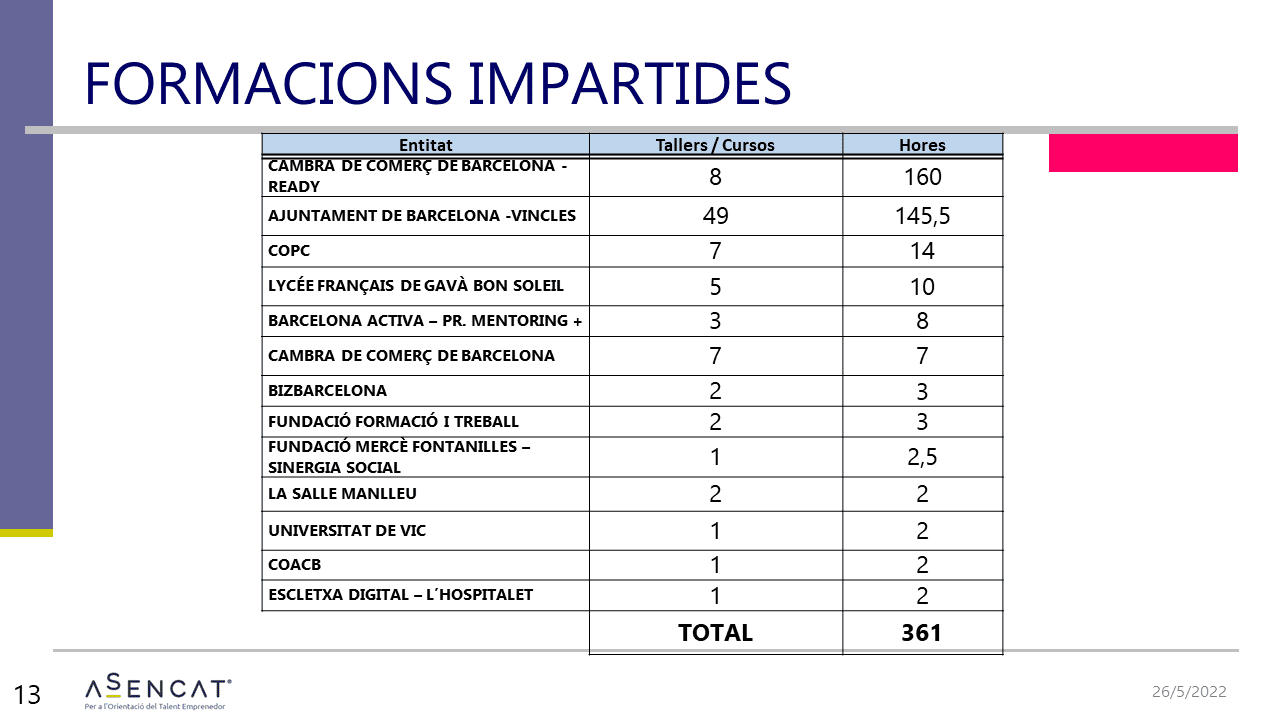 FORMACIONS IMPARTIDES
Entitat Tallers / Cursos Hores
CAMBRA DE COMERÇ DE BARCELONA -
READY 8 160
AJUNTAMENT DE BARCELONA -VINCLES 49 145,5
COPC 7 14
LYCÉE FRANÇAIS DE GAVÀ BON SOLEIL 5 10
BARCELONA ACTIVA – PR. MENTORING + 3 8
CAMBRA DE COMERÇ DE BARCELONA 7 7
BIZBARCELONA 2 3
FUNDACIÓ FORMACIÓ I TREBALL 2 3
FUNDACIÓ MERCÈ FONTANILLES –
SINERGIA SOCIAL 1 2,5
LA SALLE MANLLEU 2 2
UNIVERSITAT DE VIC 1 2
COACB 1 2
ESCLETXA DIGITAL – L´HOSPITALET 1 2
TOTAL 361
13
ASENCAT®
Per a l'Orientació del Talent Emprenedor
26/5/2022